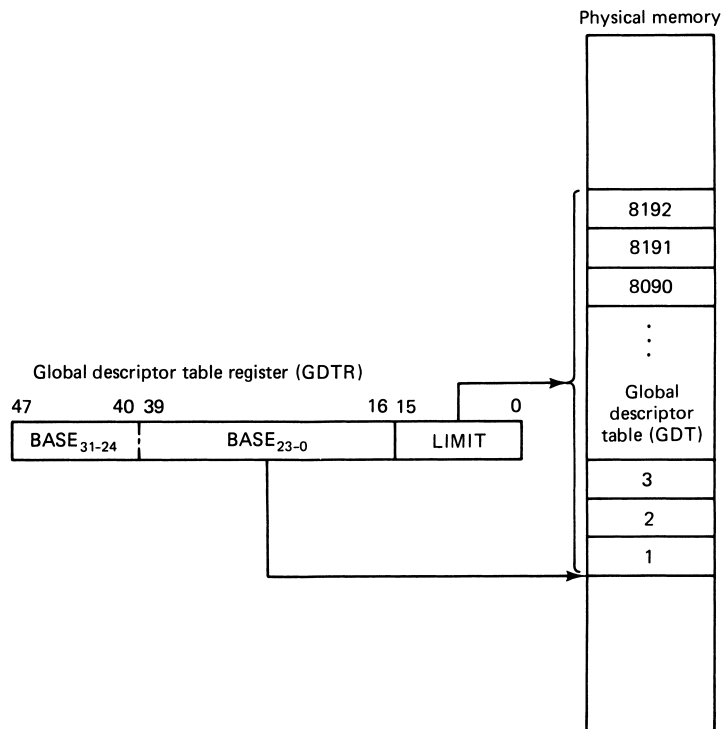 Physical memory
8192
8191
8090
Global descriptor table register (GDTR)
Global
descriptor
table (GDT)
47 40 39 16 15 0
BASE31-24 BASE23-0 LIMIT
3
2
1